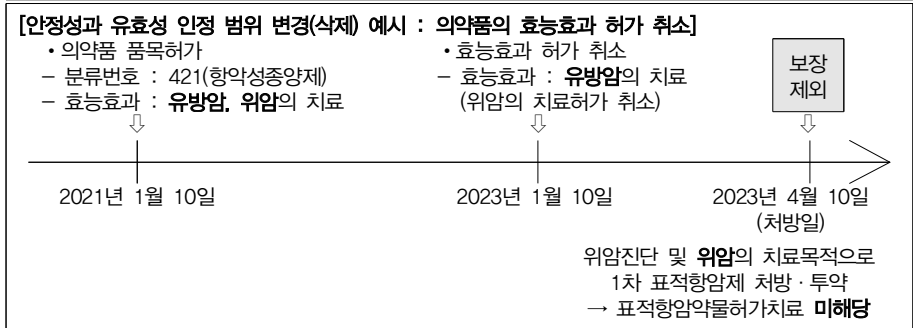 [안정성과 유효성 인정 범위 변경(삭제) 예시 : 의약품의 효능효과 허가 취소]
•의약품 품목허가
- 분류번호 : 421(항악성종양제)
- 효능효과 : 유방암, 위암의 치료
•효능효과 허가 취소
- 효능효과 : 유방암의 치료
(위암의 치료허가 취소)
보장
제외
2021년 1월 10일
2023년 1월 10일
2023년 4월 10일
(처방일)
위암진단 및 위암의 치료목적으로
1차 표적항암제 처방·투약
→ 표적항암약물허가치료 미해당